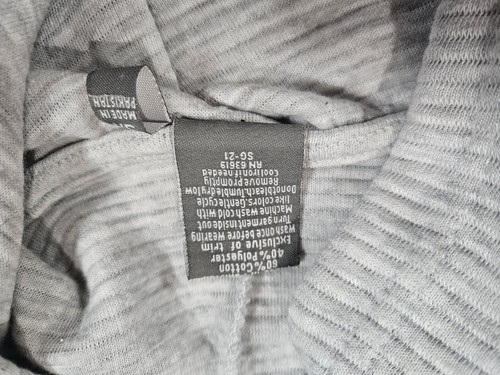 60% Cotton
40% Polyester
Exclusive of trim
Wash once before wearing
Turn garment inside out
Machine wash cold with
like colors. Gentle cycle
Do not bleach. Tumble dry low
Remove Promptly
Cool iron if needed
RN 63619
SG-21
MADE IN
PAKISTAN